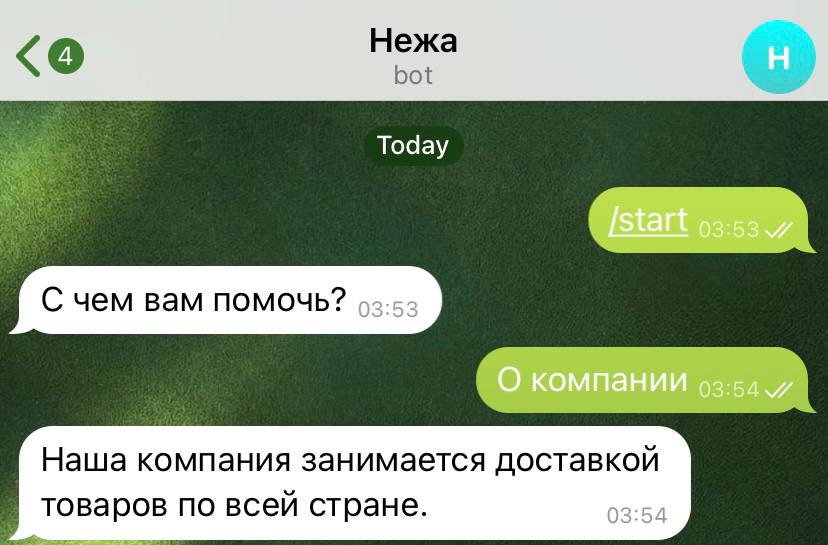 4
Нежа
bot
Н
Today
/start 03:53
С чем вам помочь? 03:53
О компании 03:54
Наша компания занимается доставкой
товаров по всей стране. 03:54